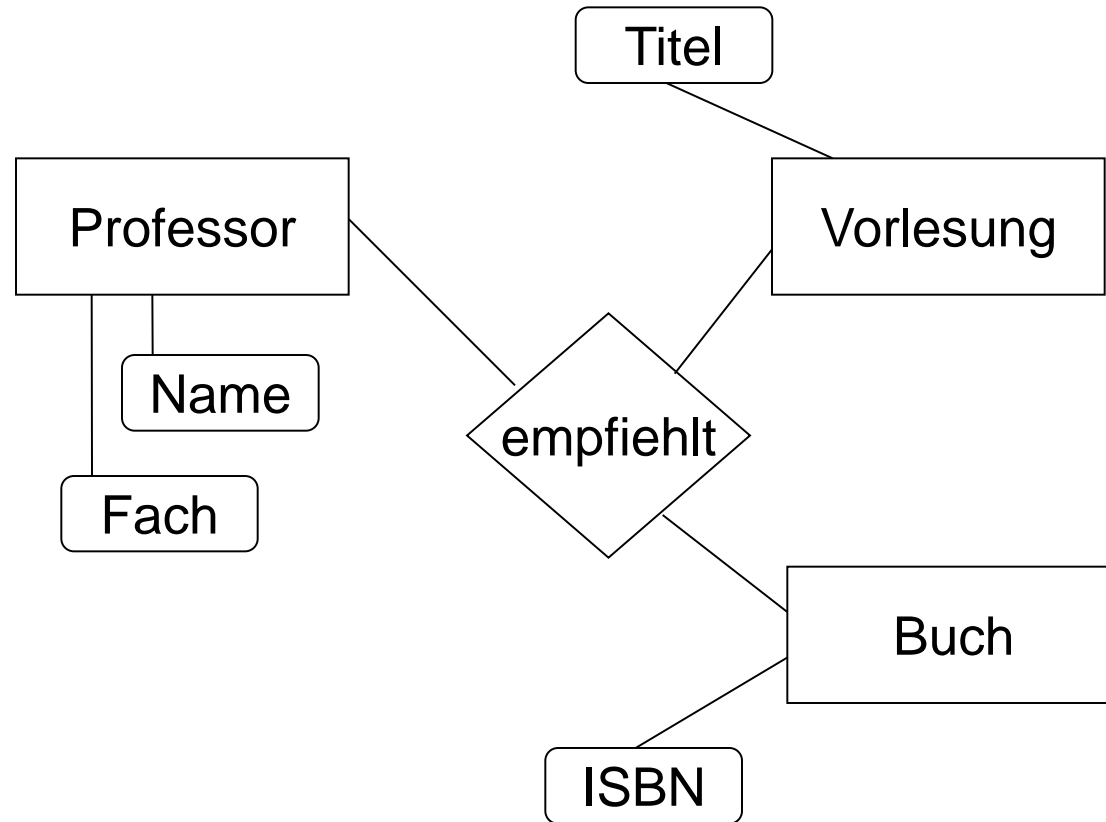 Titel
Professor
Vorlesung
Name
empfiehlt
Fach
Buch
ISBN